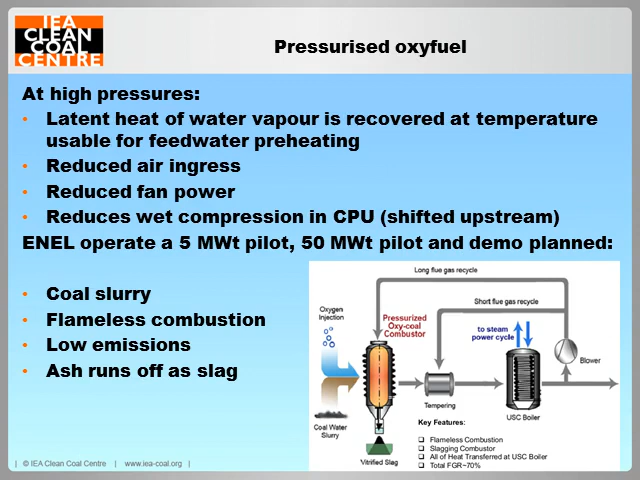 IEA
CLEAN
COAL
CENTRE
Pressurised oxyfuel
At high pressures:
• Latent heat of water vapour is recovered at temperature
usable for feedwater preheating
• Reduced air ingress
• Reduced fan power
• Reduces wet compression in CPU (shifted upstream)
ENEL operate a 5 MWt pilot, 50 MWt pilot and demo planned:
• Coal slurry
• Flameless combustion
• Low emissions
• Ash runs off as slag
Long flue gas recycle
Short flue gas recycle
Oxygen
Injection
Pressurized
Oxy-coal
Combustor
to steam
power cycle
Blower
Tempering
USC Boiler
Coal Water
Slurry
Vitrified Slag
Key Features:
❑ Flameless Combustion
❑ Slagging Combustor
❑ All of Heat Transferred at USC Boiler
❑ Total FGR~70%
| © IEA Clean Coal Centre | www.iea-coal.org |